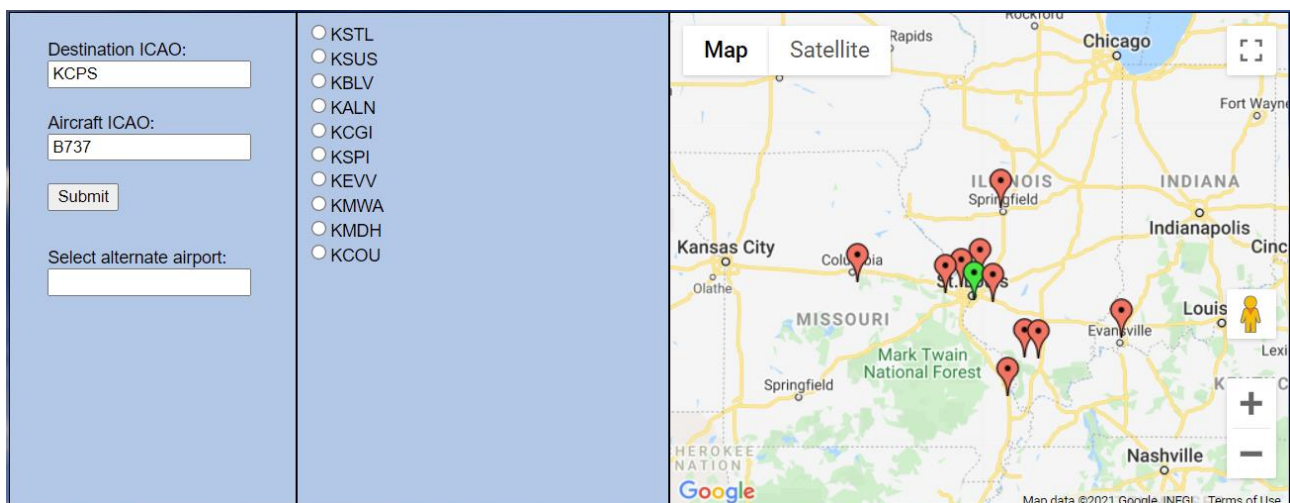 Destination ICAO:
KCPS
Aircraft ICAO:
B737
Submit
Select alternate airport:
KSTL
KSUS
KBLV
KALN
KCGI
KSPI
KEVV
KMWA
KMDH
KCOU
Map
Satellite
Rapids
Chicago
Fort Wayne
INDIANA
Springfield
Indianapolis
Kansas City
Cinc
Olathe
MISSOURI
Louis
Evansville
Lexi
Mark Twain
National Forest
Springfield
Nashville
Google
Map data ©2021 Google, INEGI
Terms of Use